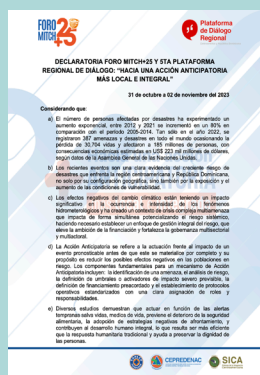 FORO
MITCH+25
Plataforma
de Diálogo
Regional
DECLARATORIA FORO MITCH+25 Y 5TA PLATAFORMA
REGIONAL DE DIÁLOGO: "HACIA UNA ACCIÓN ANTICIPATORIA
MÁS LOCAL E INTEGRAL"
31 de octubre a 02 de noviembre del 2023
Considerando que:
a) El número de personas afectadas por desastres ha experimentado un
aumento exponencial, entre 2012 y 2021 se incrementó en un 80% en
comparación con el período 2005-2014. Tan sólo en el año 2022, se
registraron 387 amenazas y desastres en todo el mundo ocasionando la
pérdida de 30,704 vidas y afectaron a 185 millones de personas, con
consecuencias económicas estimadas en US$ 223 mil millones de dólares,
según datos de la Asamblea General de las Naciones Unidas.
b) Los recientes eventos son una clara evidencia del creciente riesgo de
desastres que enfrenta la región centroamericana y República Dominicana,
no solo por su configuración geográfica, sino también por la exposición y el
aumento de las condiciones de vulnerabilidad.
c) Los efectos negativos del cambio climático están teniendo un impacto
significativo en la ocurrencia e intensidad de los fenómenos
hidrometeorológicos y ha creado un contexto de crisis compleja multiamenaza
que impacta de forma simultánea potencializando el riesgo sistémico,
haciendo necesario establecer un enfoque de gestión integral del riesgo, que
eleve la ambición de la financiación y fortalezca la gobernanza multisectorial
y multiactoral.
d) La Acción Anticipatoria se refiere a la actuación frente al impacto de un
evento pronosticable antes de que este se materialice por completo y su
propósito es reducir los posibles efectos negativos en las poblaciones en
riesgo. Los componentes fundamentales para un mecanismo de Acción
Anticipatoria incluyen: la identificación de una amenaza, el análisis de riesgo,
la definición de umbrales o activadores de impacto severo previsible, la
definición de financiamiento preacordado y el establecimiento de protocolos
operativos estandarizados con una clara asignación de roles y
responsabilidades.
e) Diversos estudios demuestran que actuar en función de las alertas
tempranas salva vidas, medios de vida, previene el deterioro de la seguridad
alimentaria, la adopción de estrategias negativas de afrontamiento, y
contribuyen al desarrollo humano integral, lo que resulta ser más eficiente
que la respuesta humanitaria tradicional y ayuda a preservar la dignidad de
las personas.
CEPREDENAC
SICA